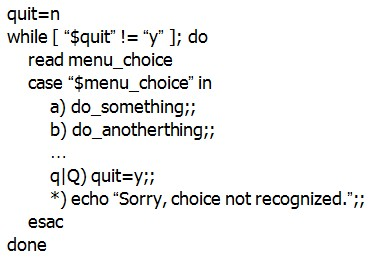 quit=n
while [ “$quit” != “y” ]; do
read menu_choice
case “$menu_choice” in
a) do_something;;
b) do_anotherthing;;
…
q|Q) quit=y;;
*) echo “Sorry, choice not recognized.”;;
esac
done